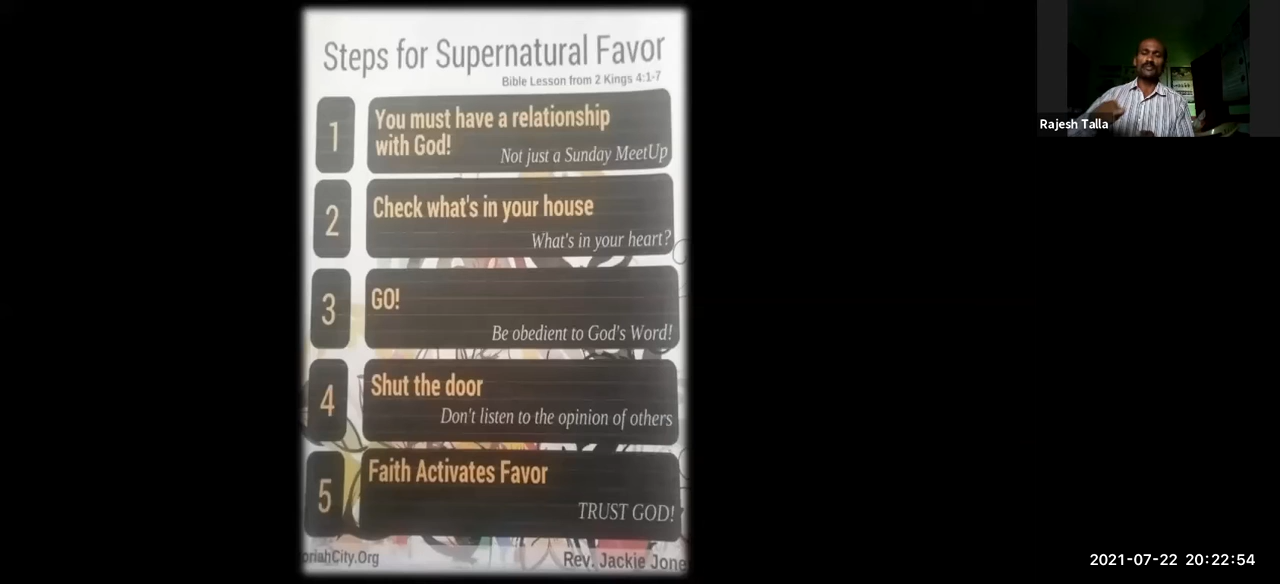 Steps for Supernatural Favor
Bible Lesson from 2 Kings 4:1-7
1
You must have a relationship
with God!
Not just a Sunday MeetUp
2
Check what's in your house
What's in your heart?
3
GO!
Be obedient to God's Word!
4
Shut the door
Don't listen to the opinion of others
5
Faith Activates Favor
TRUST GOD!
oriahCity.Org
Rev. Jackie Jone
Rajesh Talla
2021-07-22 20:22:54